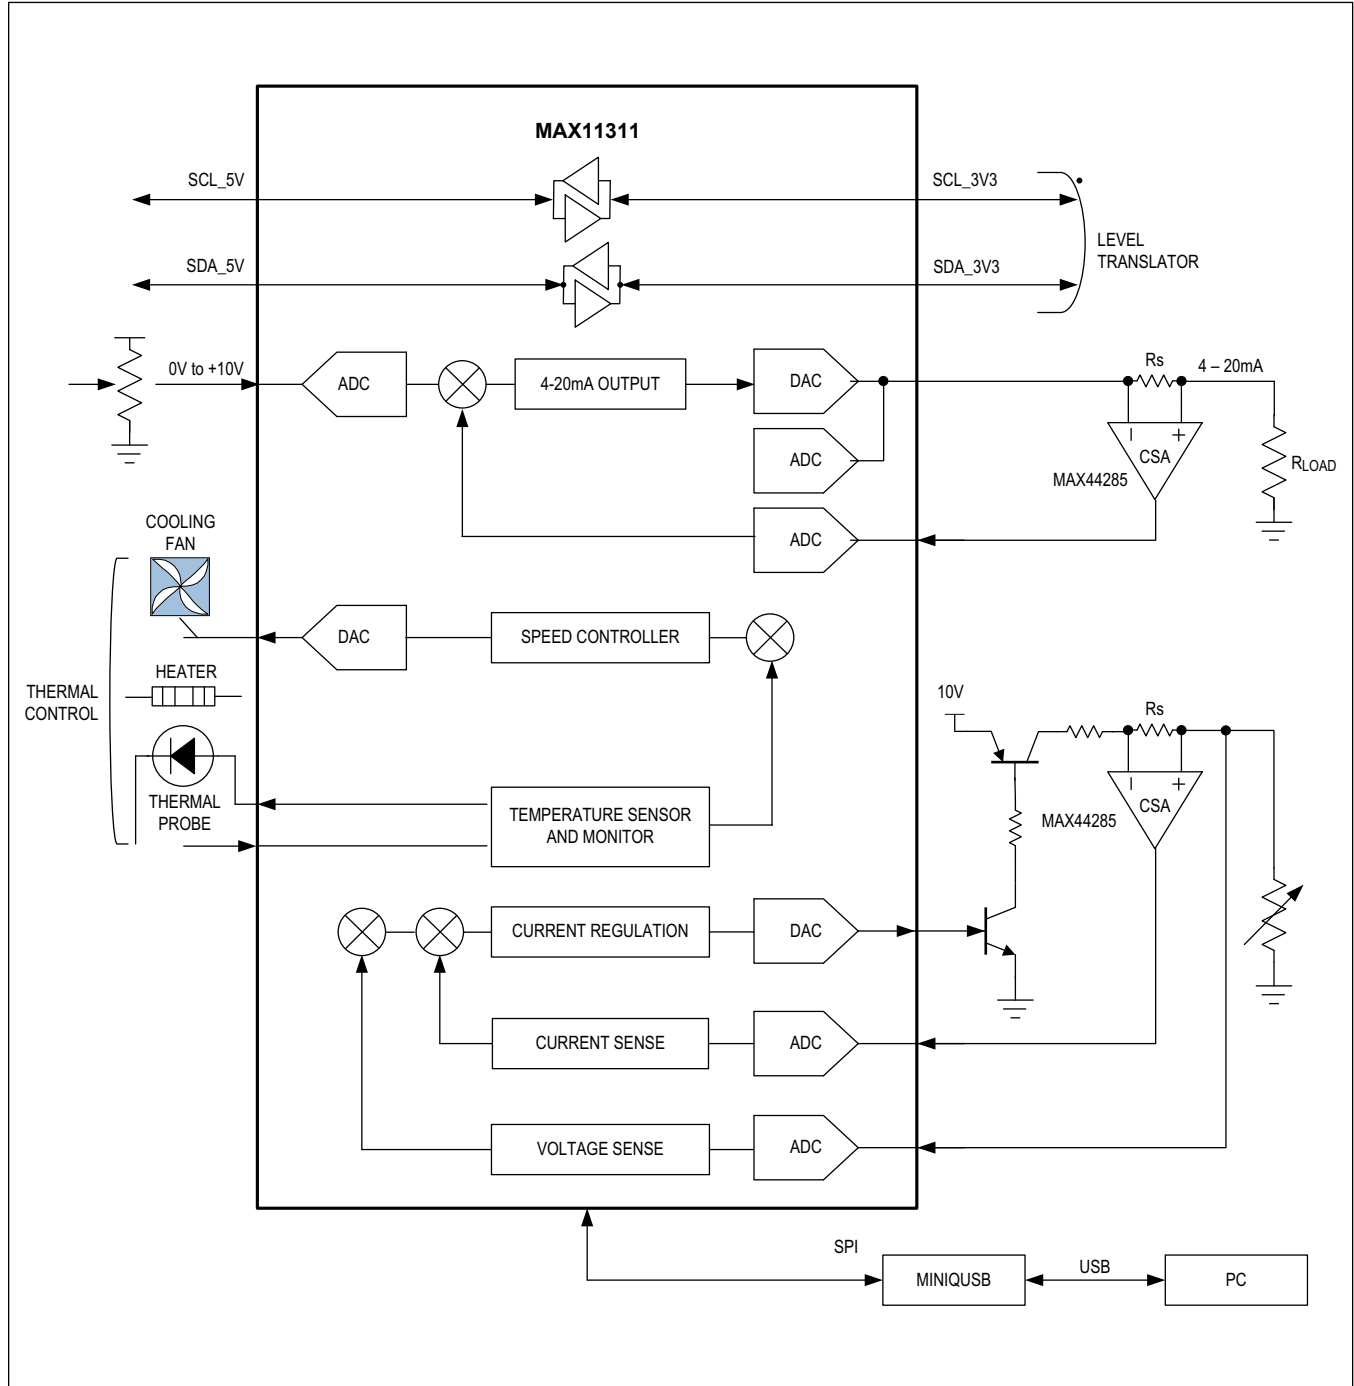 MAX11311
SCL_5V
SCL_3V3
SDA_5V
SDA_3V3
LEVEL
TRANSLATOR
0V to +10V
ADC
4-20mA OUTPUT
DAC
Rs
4 – 20mA
ADC
CSA
MAX44285
RLOAD
ADC
COOLING
FAN
DAC
SPEED CONTROLLER
HEATER
THERMAL
CONTROL
THERMAL
PROBE
TEMPERATURE SENSOR
AND MONITOR
10V
Rs
CSA
MAX44285
CURRENT REGULATION
DAC
CURRENT SENSE
ADC
VOLTAGE SENSE
ADC
SPI
MINIQUSB
USB
PC